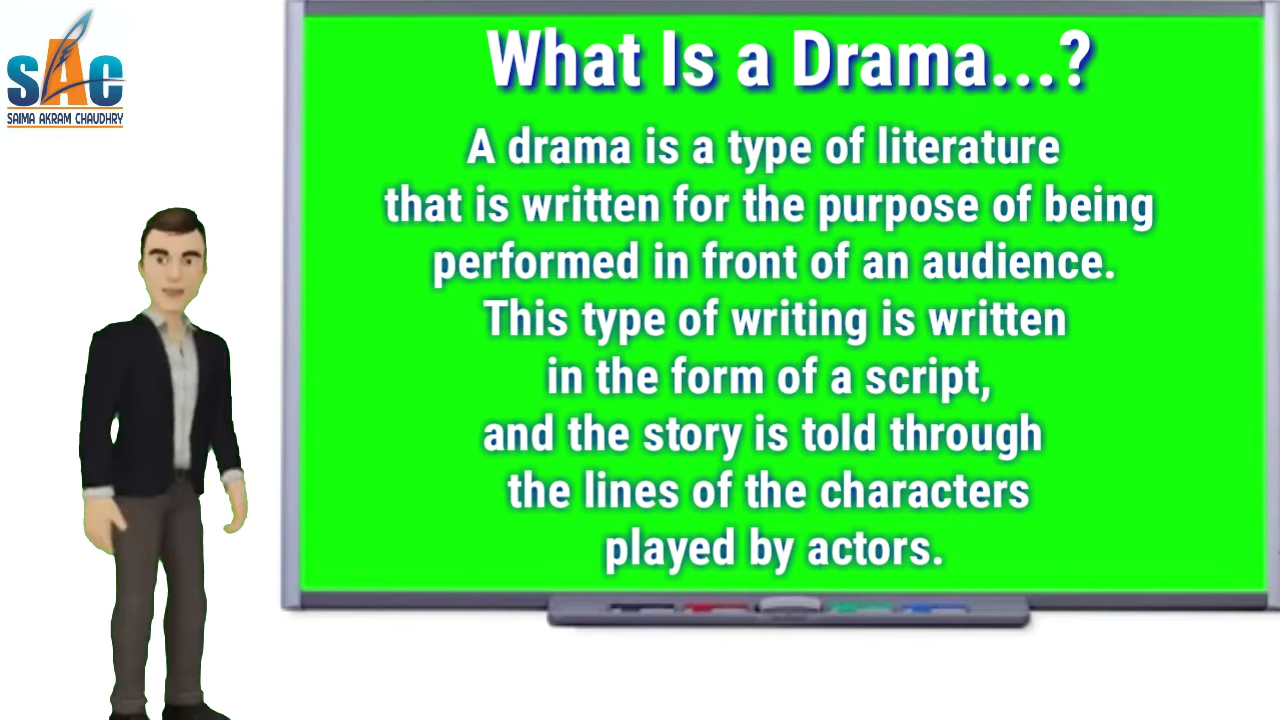 SAC
SAIMA AKRAM CHAUDHRY
What Is a Drama...?
A drama is a type of literature
that is written for the purpose of being
performed in front of an audience.
This type of writing is written
in the form of a script,
and the story is told through
the lines of the characters
played by actors.